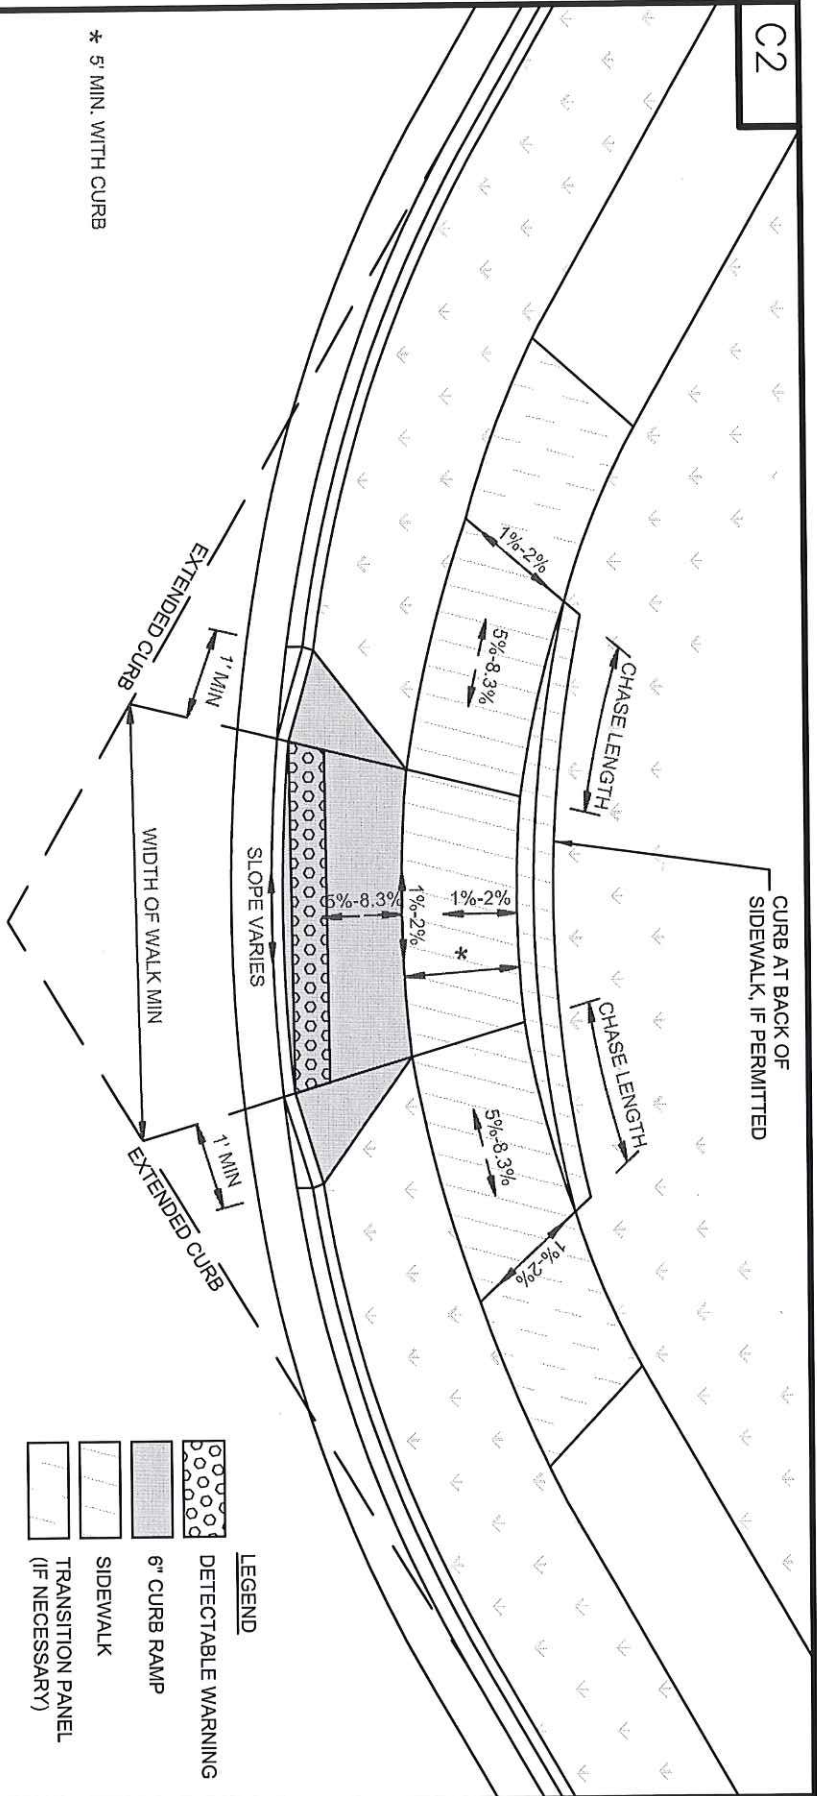 C2
CURB AT BACK OF
SIDEWALK, IF PERMITTED
CHASE LENGTH
CHASE LENGTH
1%-2%
5%-8.3%
1%-2%
*
5%-8.3%
1%-2%
1%-2%
5%-8.3%
SLOPE VARIES
1' MIN
1' MIN
EXTENDED CURB
WIDTH OF WALK MIN
EXTENDED CURB
* 5' MIN. WITH CURB
LEGEND
DETECTABLE WARNING
6" CURB RAMP
SIDEWALK
TRANSITION PANEL
(IF NECESSARY)